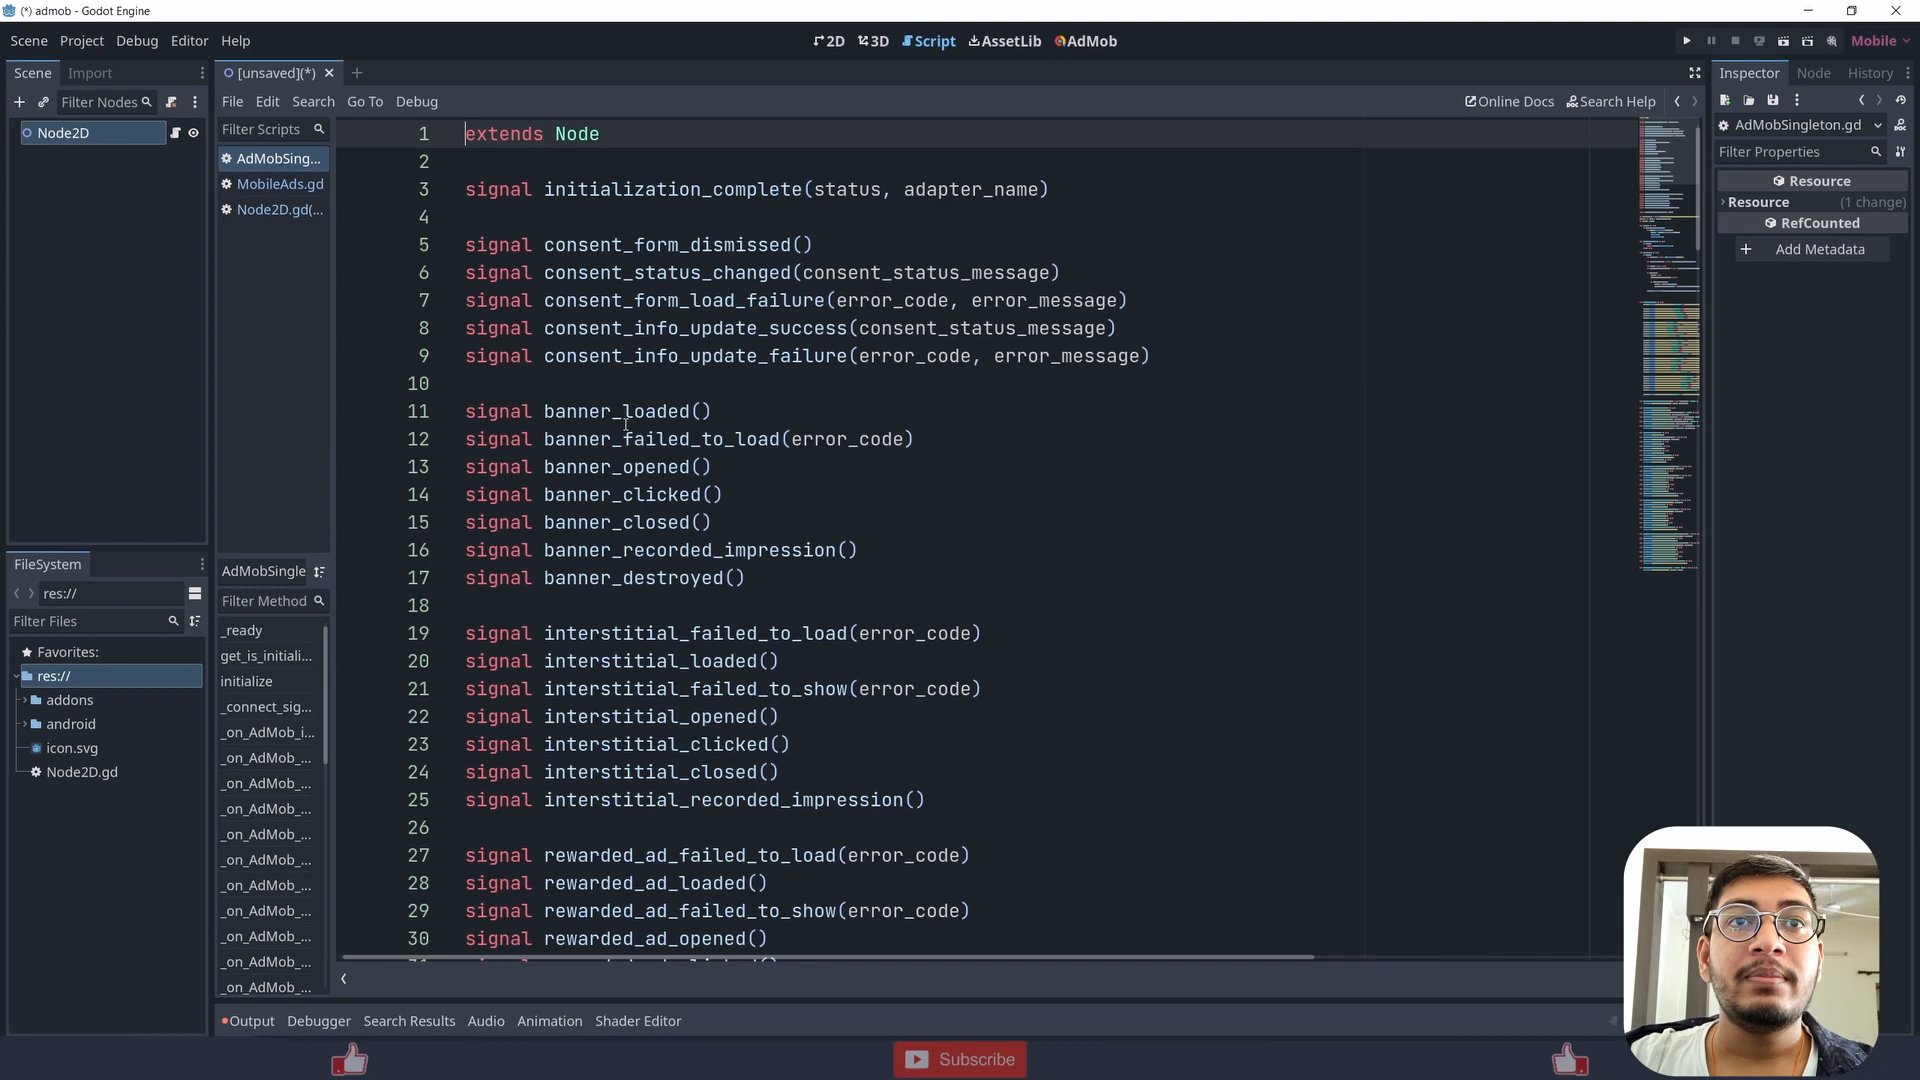 (*) admob - Godot Engine
Scene Project Debug Editor Help
2D 3D Script AssetLib AdMob
Mobile
Scene Import
[unsaved](*)
Inspector Node History
Filter Nodes
File Edit Search Go To Debug
Online Docs Search Help
Node2D
Filter Scripts
AdMobSing...
MobileAds.gd
Node2D.gd(...
AdMobSingleton.gd
Filter Properties
Resource
Resource (1 change)
RefCounted
Add Metadata
1 extends Node
2
3 signal initialization_complete(status, adapter_name)
4
5 signal consent_form_dismissed()
6 signal consent_status_changed(consent_status_message)
7 signal consent_form_load_failure(error_code, error_message)
8 signal consent_info_update_success(consent_status_message)
9 signal consent_info_update_failure(error_code, error_message)
10
11 signal banner_loaded()
12 signal banner_failed_to_load(error_code)
13 signal banner_opened()
14 signal banner_clicked()
15 signal banner_closed()
16 signal banner_recorded_impression()
17 signal banner_destroyed()
18
19 signal interstitial_failed_to_load(error_code)
20 signal interstitial_loaded()
21 signal interstitial_failed_to_show(error_code)
22 signal interstitial_opened()
23 signal interstitial_clicked()
24 signal interstitial_closed()
25 signal interstitial_recorded_impression()
26
27 signal rewarded_ad_failed_to_load(error_code)
28 signal rewarded_ad_loaded()
29 signal rewarded_ad_failed_to_show(error_code)
30 signal rewarded_ad_opened()
FileSystem
res://
Filter Files
Favorites:
res://
addons
android
icon.svg
Node2D.gd
AdMobSingle
Filter Method
_ready
get_is_initiali...
initialize
_connect_sig...
_on_AdMob_i...
_on_AdMob_...
_on_AdMob_...
_on_AdMob_...
_on_AdMob_...
_on_AdMob_...
_on_AdMob_...
_on_AdMob_...
_on_AdMob_...
_on_AdMob_...
_on_AdMob_...
Output Debugger Search Results Audio Animation Shader Editor
Subscribe